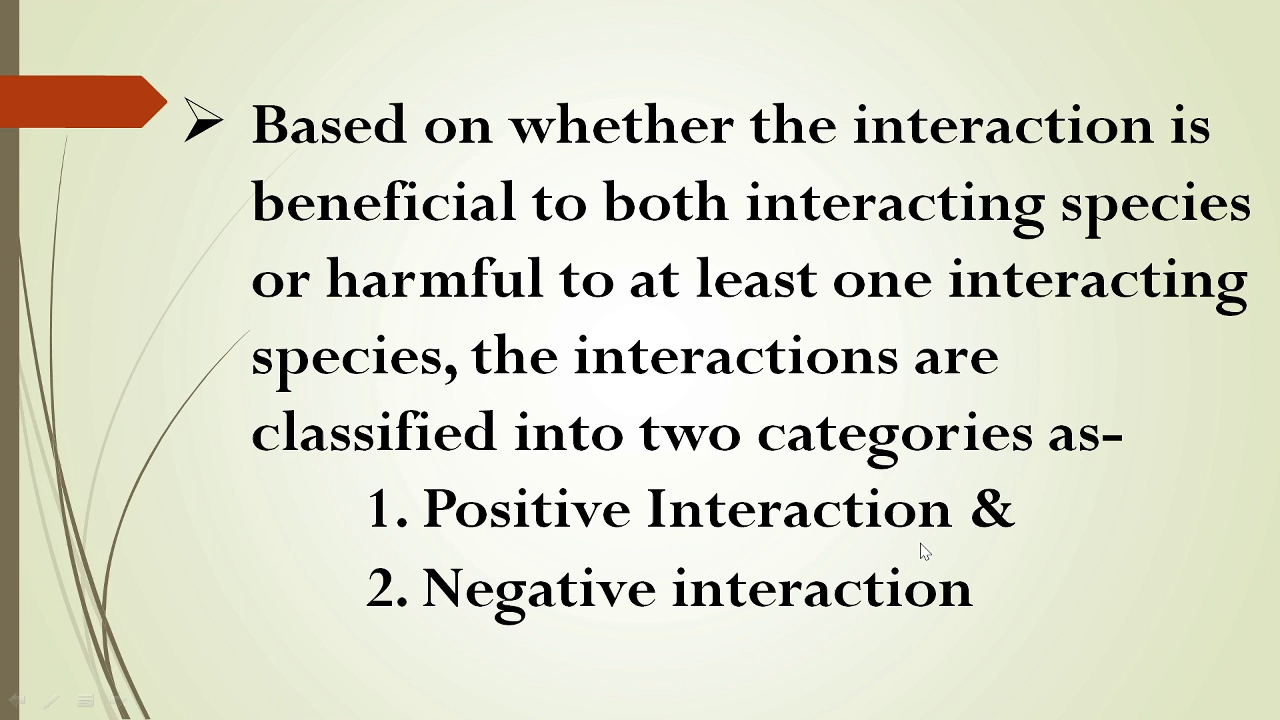 Based on whether the interaction is
beneficial to both interacting species
or harmful to at least one interacting
species, the interactions are
classified into two categories as-
1. Positive Interaction &
2. Negative interaction